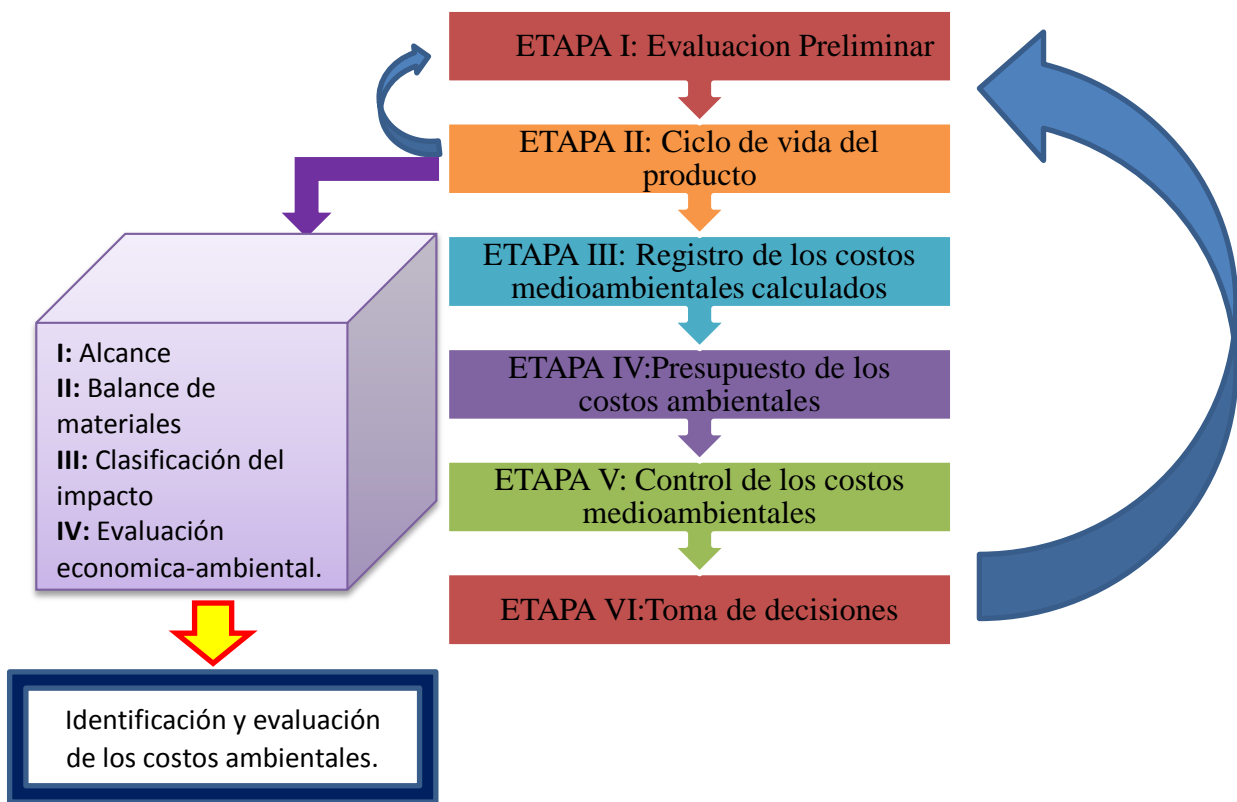 ETAPA I: Evaluacion Preliminar
ETAPA II: Ciclo de vida del
producto
ETAPA III: Registro de los costos
medioambientales calculados
ETAPA IV:Presupuesto de los
costos ambientales
ETAPA V: Control de los costos
medioambientales
ETAPA VI:Toma de decisiones
I: Alcance
II: Balance de
materiales
III: Clasificación del
impacto
IV: Evaluación
economica-ambiental.
Identificación y evaluación
de los costos ambientales.